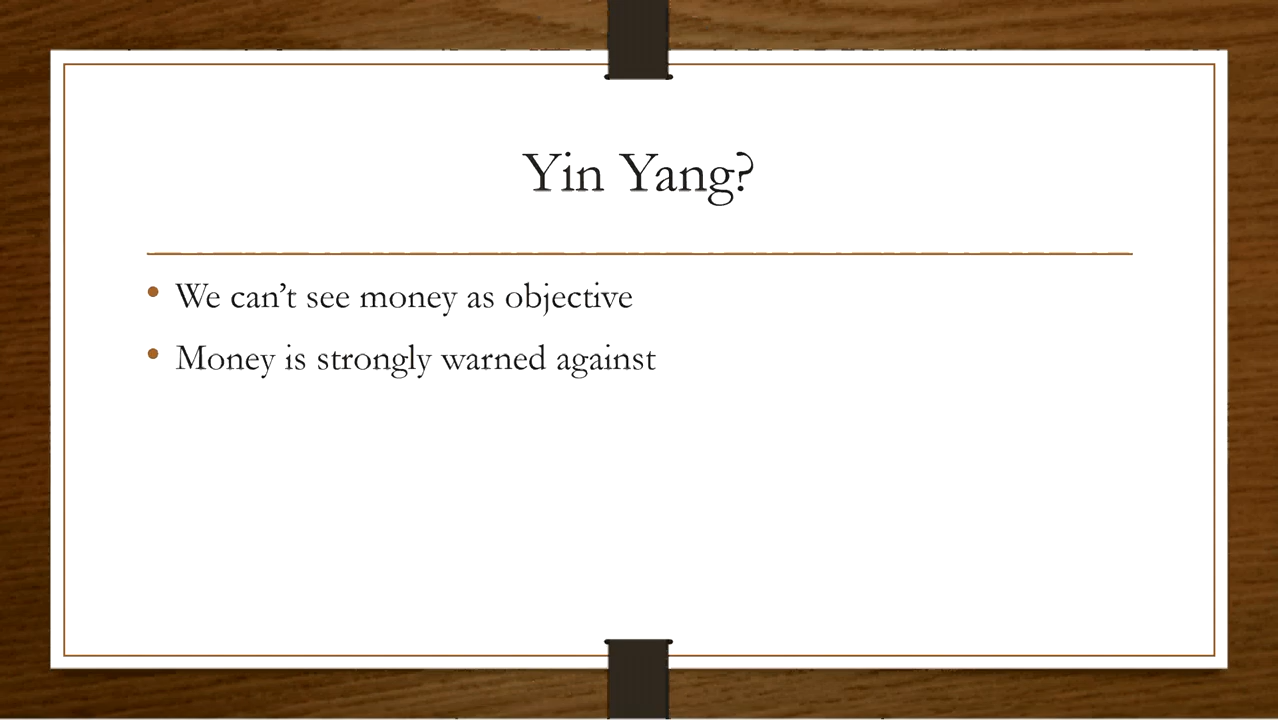 Yin Yang?
• We can’t see money as objective
• Money is strongly warned against